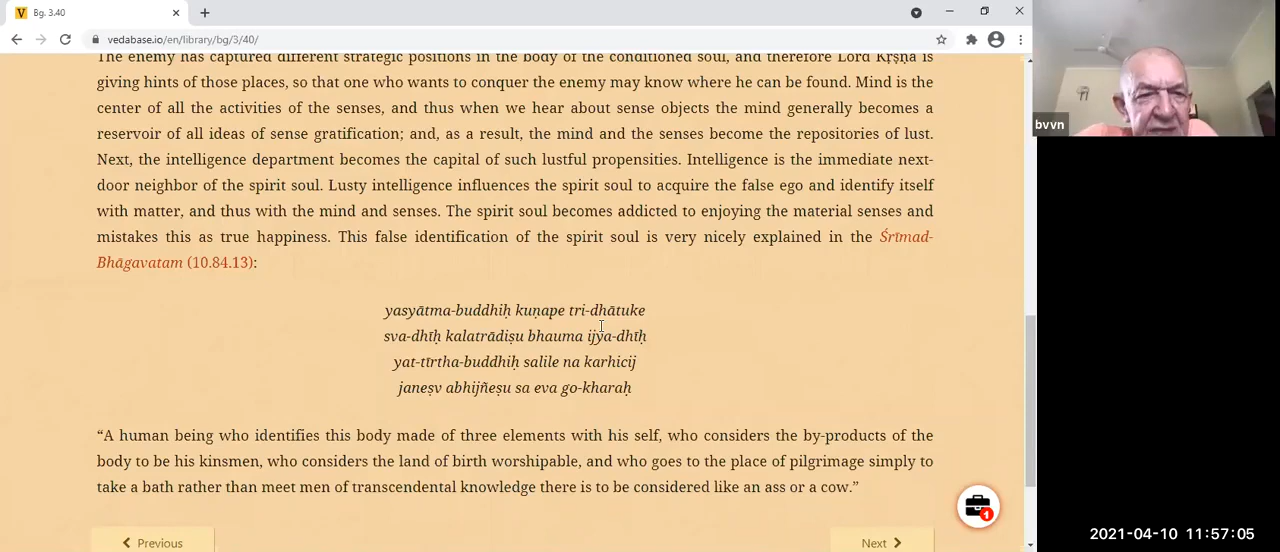 Bg. 3.40
vedabase.io/en/library/bg/3/40/
The enemy has captured different strategic positions in the body of the conditioned soul, and therefore Lord Kṛṣṇa is
giving hints of those places, so that one who wants to conquer the enemy may know where he can be found. Mind is the
center of all the activities of the senses, and thus when we hear about sense objects the mind generally becomes a
reservoir of all ideas of sense gratification; and, as a result, the mind and the senses become the repositories of lust.
Next, the intelligence department becomes the capital of such lustful propensities. Intelligence is the immediate next-
door neighbor of the spirit soul. Lusty intelligence influences the spirit soul to acquire the false ego and identify itself
with matter, and thus with the mind and senses. The spirit soul becomes addicted to enjoying the material senses and
mistakes this as true happiness. This false identification of the spirit soul is very nicely explained in the Śrīmad-
Bhāgavatam (10.84.13):
yasyātma-buddhiḥ kuṇape tri-dhātuke
sva-dhīḥ kalatrādiṣu bhauma ijya-dhīḥ
yat-tīrtha-buddhiḥ salile na karhicij
janeṣv abhijñeṣu sa eva go-kharaḥ
“A human being who identifies this body made of three elements with his self, who considers the by-products of the
body to be his kinsmen, who considers the land of birth worshipable, and who goes to the place of pilgrimage simply to
take a bath rather than meet men of transcendental knowledge there is to be considered like an ass or a cow.”
Previous
Next
1
bvvn
2021-04-10 11:57:05